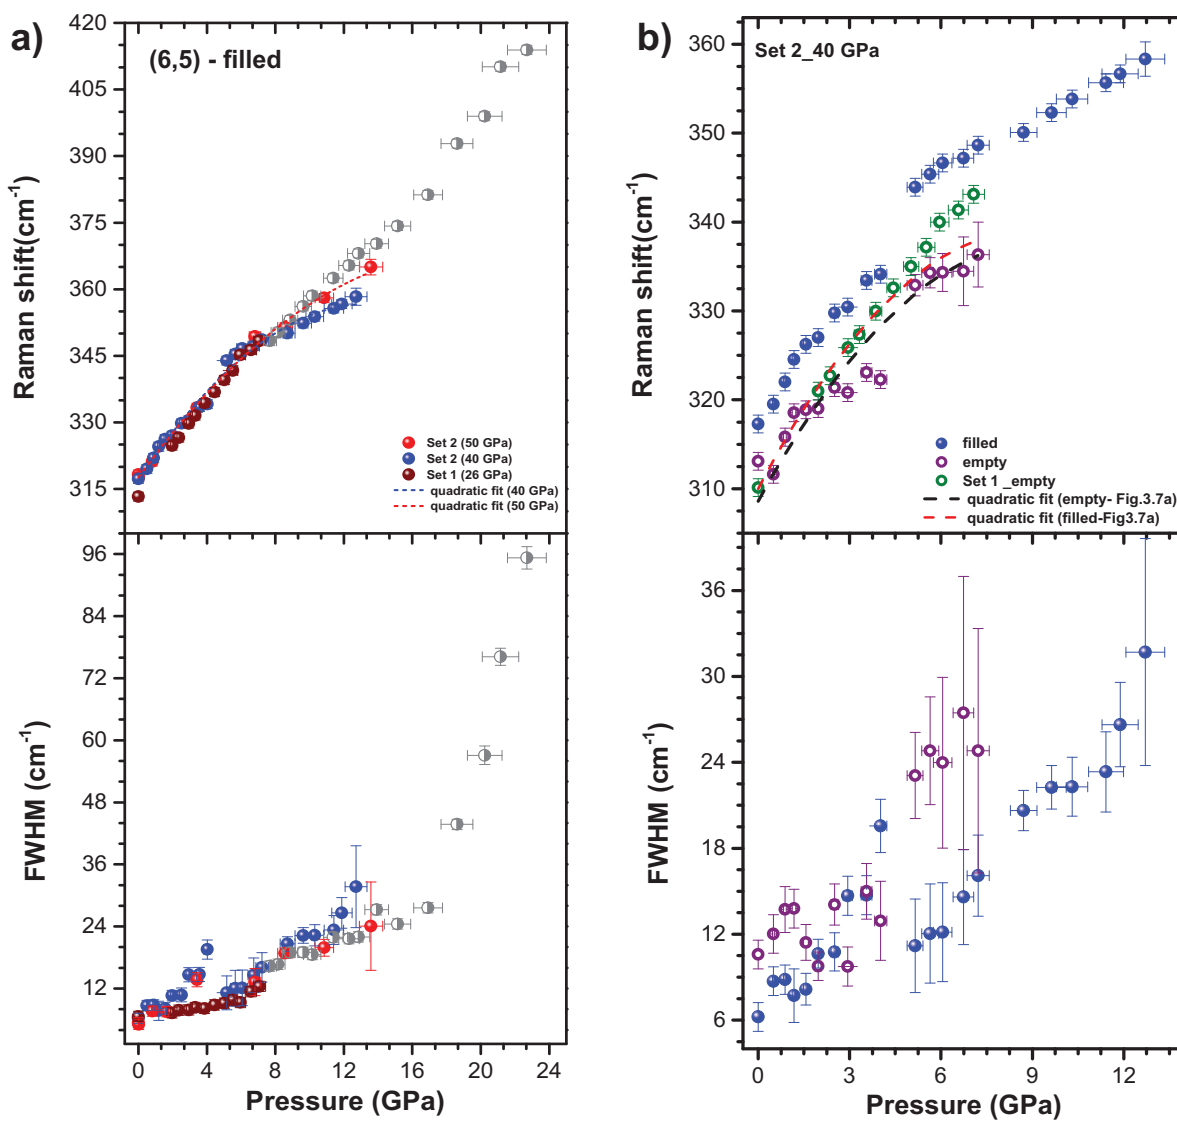 a)
(6,5) - filled
Raman shift(cm-1)
420
405
390
375
360
345
330
315
Set 2 (50 GPa)
Set 2 (40 GPa)
Set 1 (26 GPa)
quadratic fit (40 GPa)
quadratic fit (50 GPa)
FWHM (cm-1)
96
84
72
60
48
36
24
12
0 4 8 12 16 20 24
Pressure (GPa)
b)
Set 2_40 GPa
Raman shift(cm-1)
360
350
340
330
320
310
filled
empty
Set 1 _empty
quadratic fit (empty- Fig.3.7a)
quadratic fit (filled-Fig3.7a)
FWHM (cm-1)
36
30
24
18
12
6
0 3 6 9 12
Pressure (GPa)